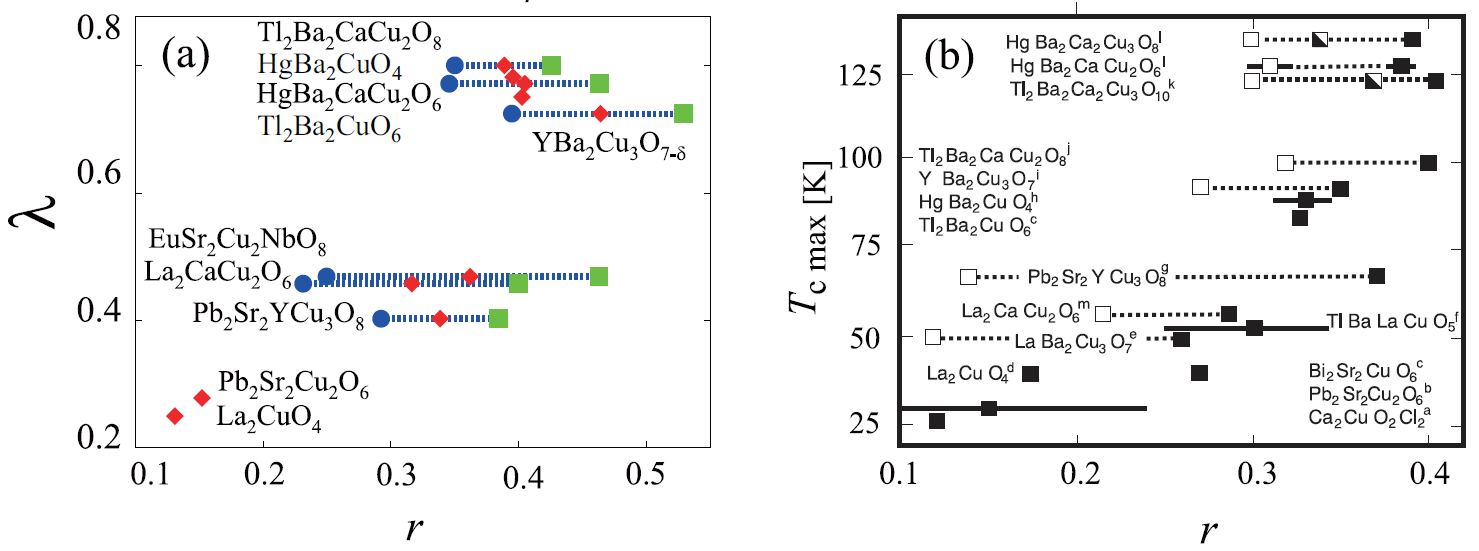 (a)
Tl₂Ba₂CaCu₂O₈
HgBa₂CuO₄
HgBa₂CaCu₂O₆
Tl₂Ba₂CuO₆
YBa₂Cu₃O₇₋δ
EuSr₂Cu₂NbO₈
La₂CaCu₂O₆
Pb₂Sr₂YCu₃O₈
Pb₂Sr₂Cu₂O₆
La₂CuO₄
λ
0.8
0.6
0.4
0.2
0.1 0.2 0.3 0.4 0.5
r
(b)
Hg Ba₂ Ca₂ Cu₃ O₈ˡ
Hg Ba₂ Ca Cu₂ O₆ˡ
Tl₂ Ba₂ Ca₂ Cu₃ O₁₀ᵏ
Tl₂ Ba₂ Ca Cu₂ O₈ʲ
Y Ba₂ Cu₃ O₇ⁱ
Hg Ba₂ Cu O₄ʰ
Tl₂ Ba₂ Cu O₆ᶜ
Pb₂ Sr₂ Y Cu₃ O₈ᵍ
La₂ Ca Cu₂ O₆ᵐ
Tl Ba La Cu O₅ᶠ
La Ba₂ Cu₃ O₇ᵉ
La₂ Cu O₄ᵈ
Bi₂ Sr₂ Cu O₆ᶜ
Pb₂ Sr₂Cu₂ O₆ᵇ
Ca₂ Cu O₂ Cl₂ᵃ
T c max [K]
125
100
75
50
25
0.1 0.2 0.3 0.4
r